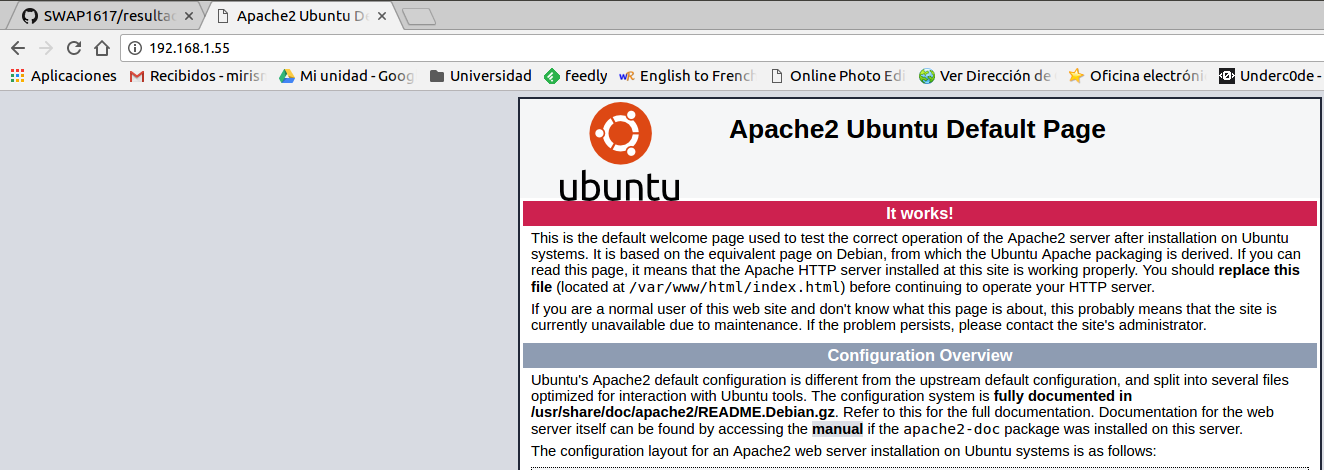 SWAP1617/resultac
Apache2 Ubuntu De
192.168.1.55
Aplicaciones Recibidos - mirisn Mi unidad - Goog Universidad feedly English to French Online Photo Edi Ver Dirección de Oficina electróni Underc0de -
ubuntu
Apache2 Ubuntu Default Page
It works!
This is the default welcome page used to test the correct operation of the Apache2 server after installation on Ubuntu
systems. It is based on the equivalent page on Debian, from which the Ubuntu Apache packaging is derived. If you can
read this page, it means that the Apache HTTP server installed at this site is working properly. You should replace this
file (located at /var/www/html/index.html) before continuing to operate your HTTP server.
If you are a normal user of this web site and don't know what this page is about, this probably means that the site is
currently unavailable due to maintenance. If the problem persists, please contact the site's administrator.
Configuration Overview
Ubuntu's Apache2 default configuration is different from the upstream default configuration, and split into several files
optimized for interaction with Ubuntu tools. The configuration system is fully documented in
/usr/share/doc/apache2/README.Debian.gz. Refer to this for the full documentation. Documentation for the web
server itself can be found by accessing the manual if the apache2-doc package was installed on this server.
The configuration layout for an Apache2 web server installation on Ubuntu systems is as follows: